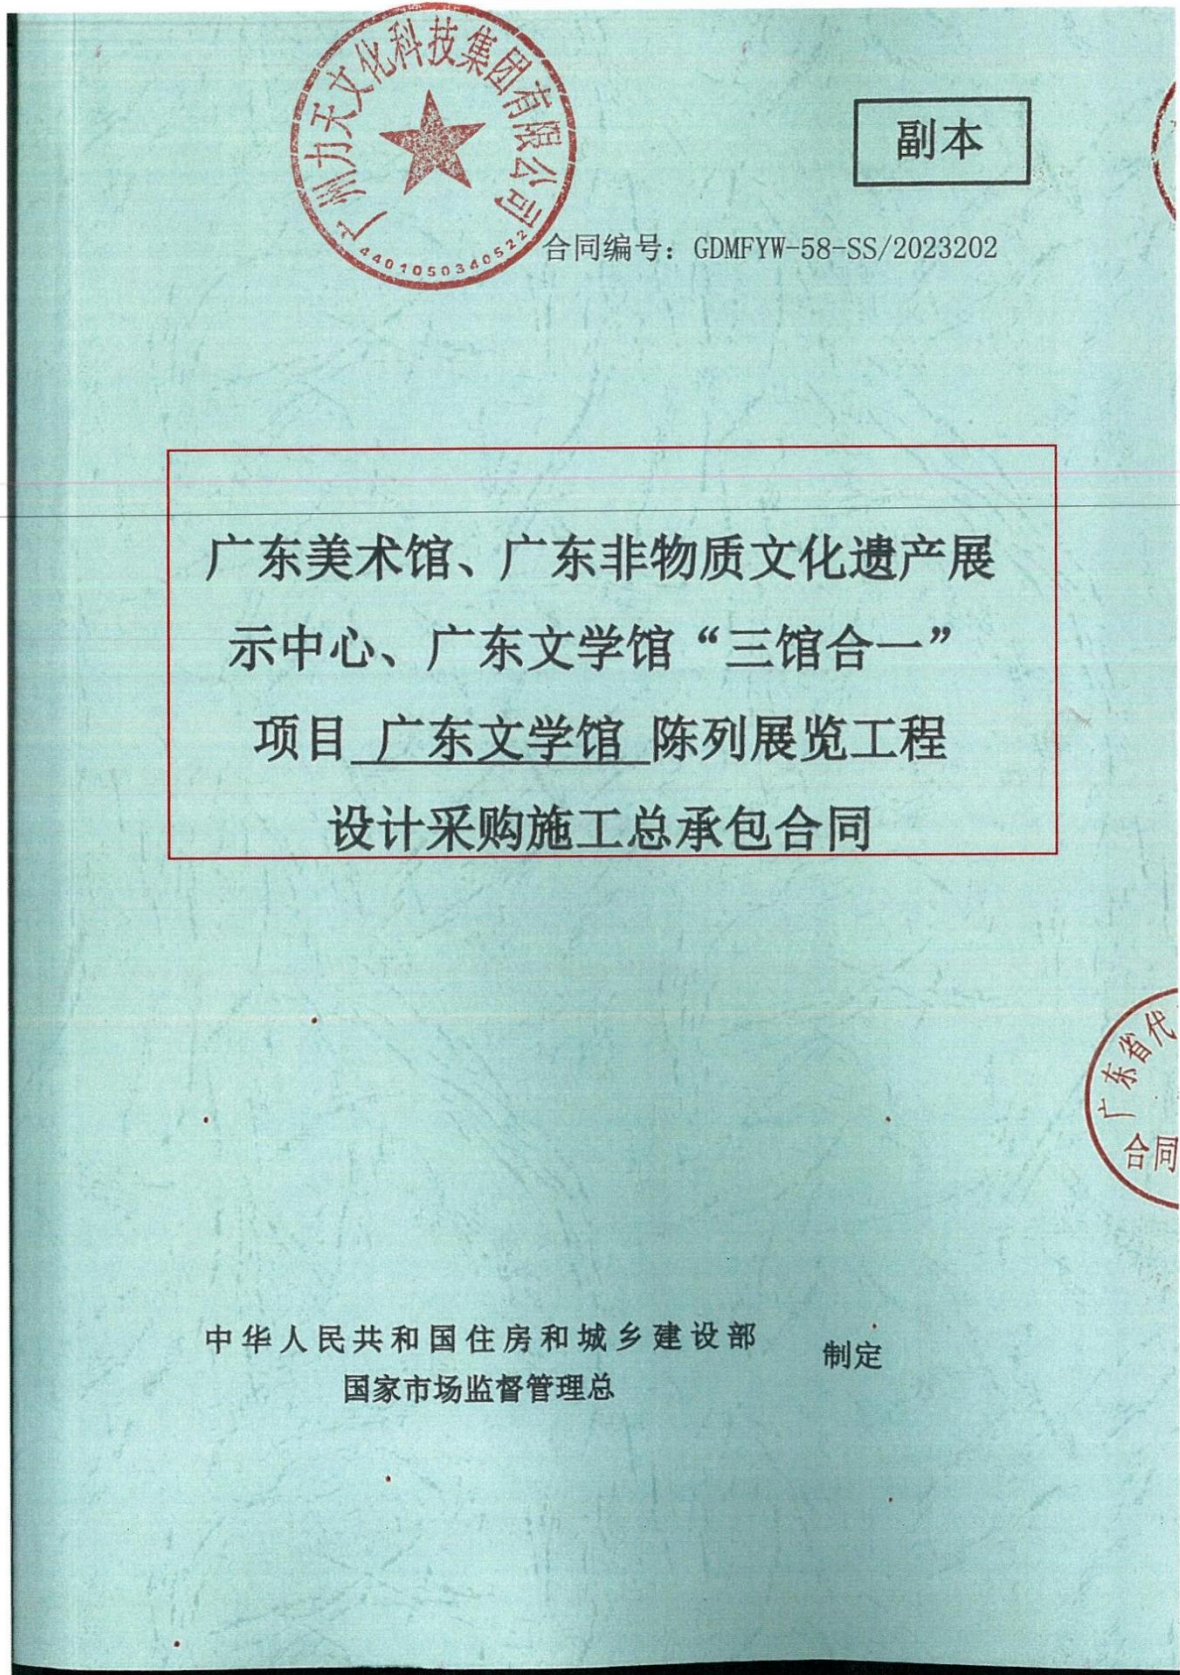 广州力天文化科技集团有限公司
4401050340522
副本
合同编号：GDMFYW-58-SS/2023202
广东美术馆、广东非物质文化遗产展
示中心、广东文学馆“三馆合一”
项目 广东文学馆 陈列展览工程
设计采购施工总承包合同
广东省代
合同
中华人民共和国住房和城乡建设部
制定
国家市场监督管理总